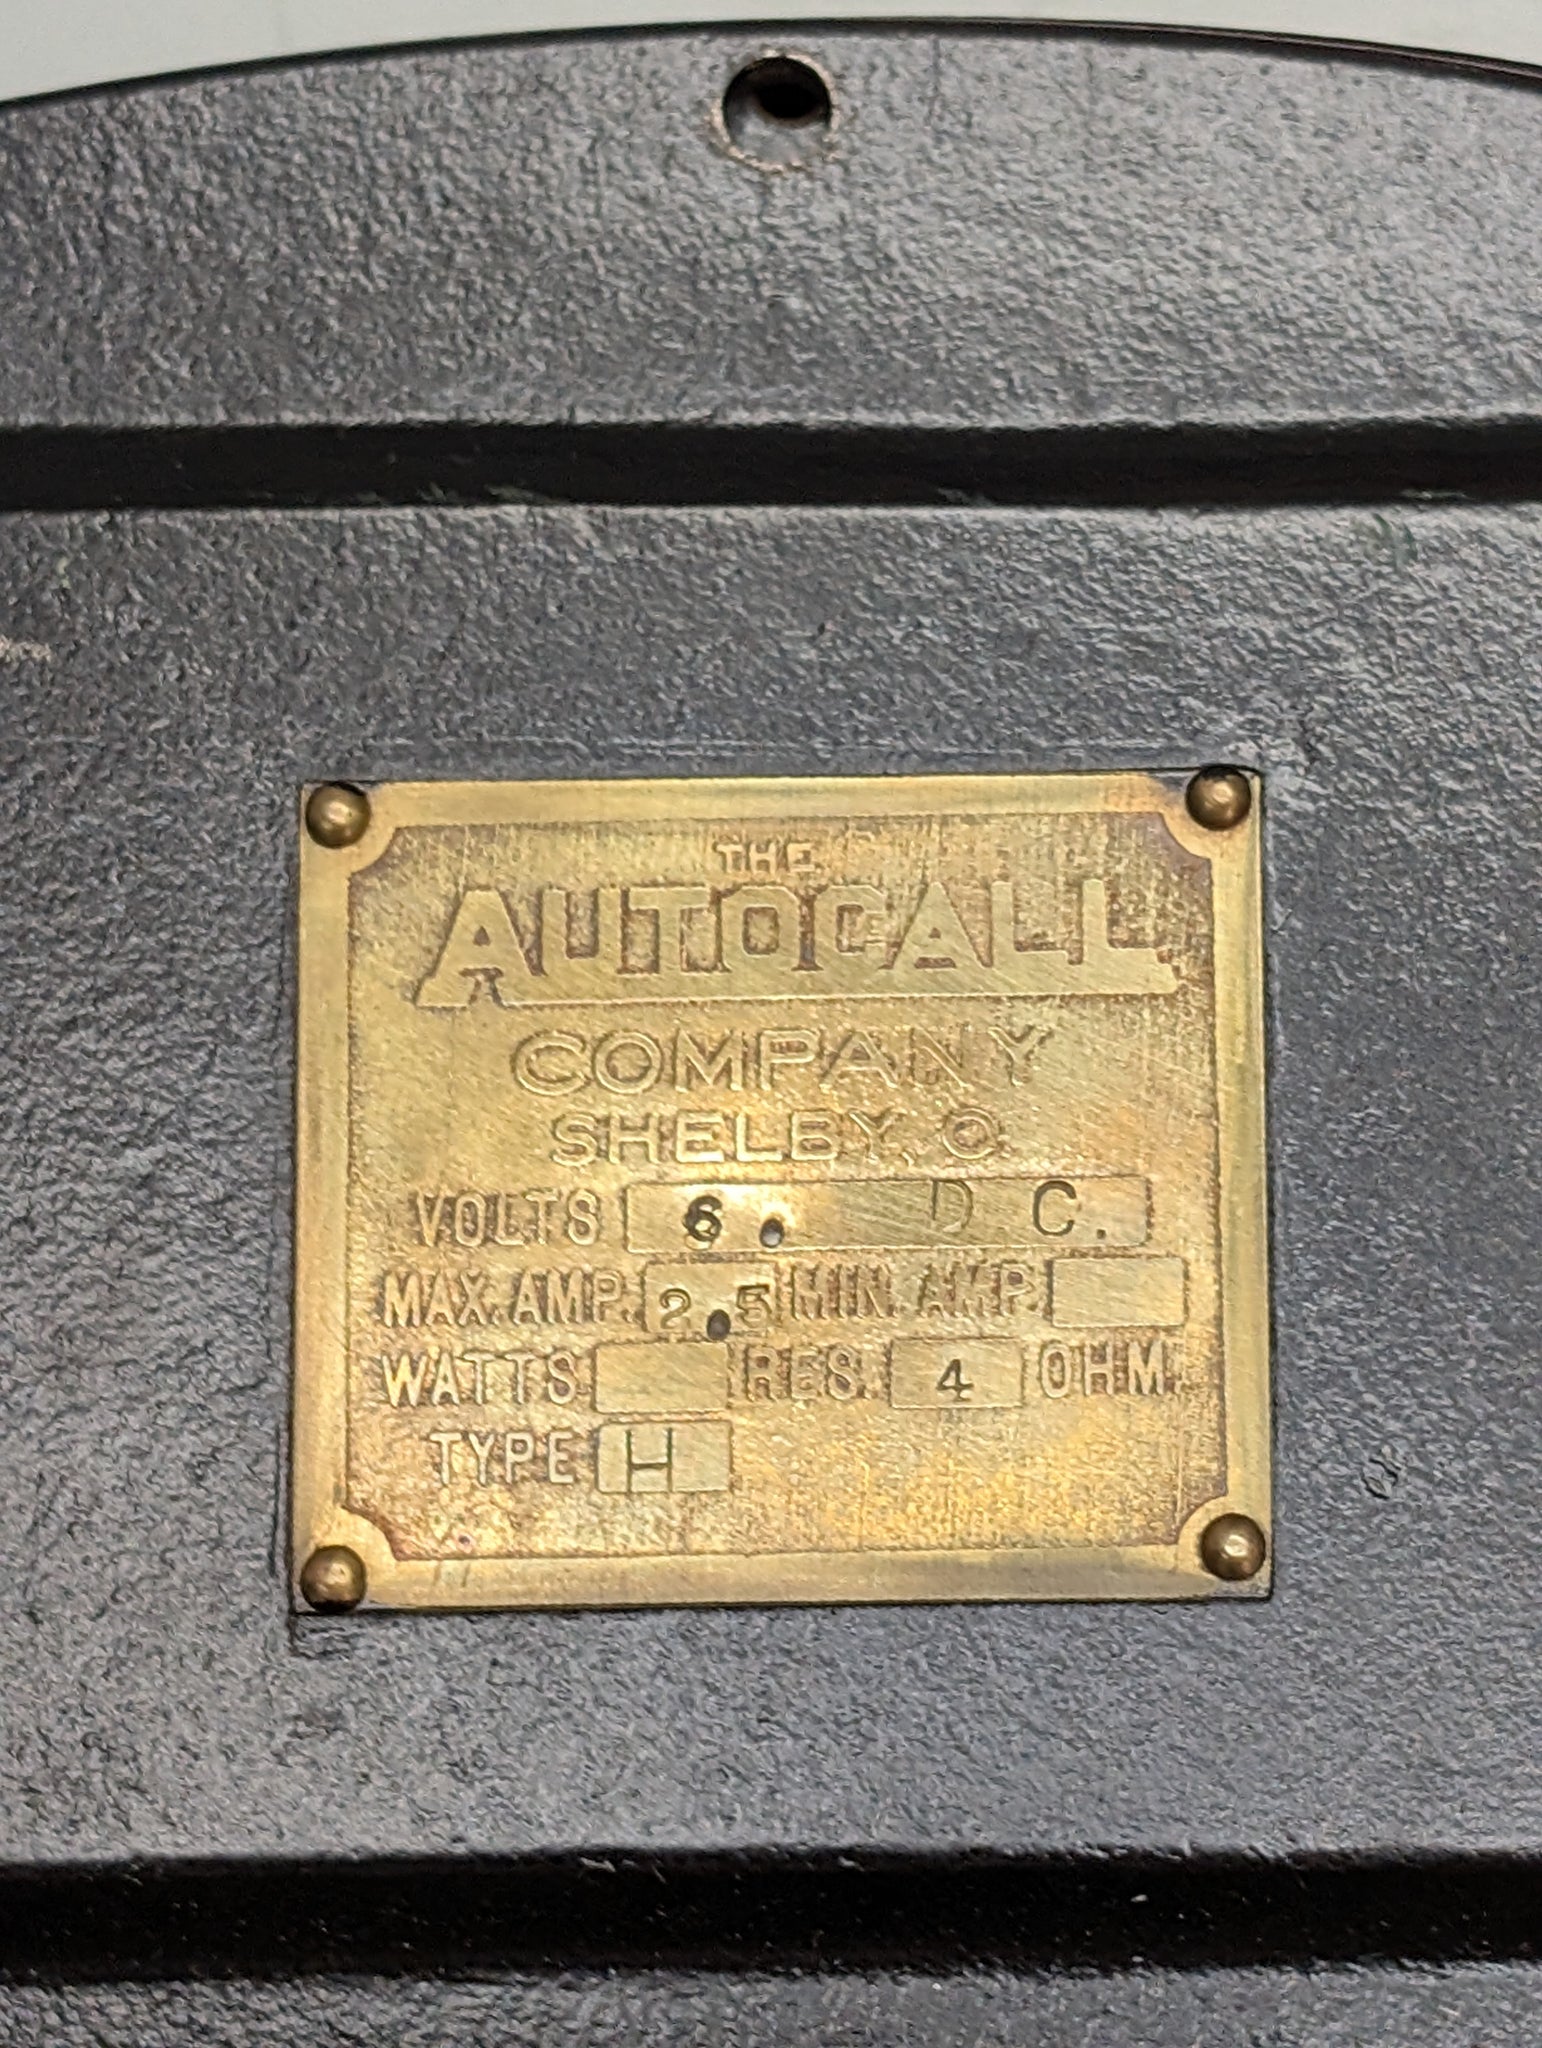 THE
AUTOCALL
COMPANY
SHELBY, O.
VOLTS 6. D C.
MAX. AMP. 2.5 MIN. AMP.
WATTS RES. 4 OHM.
TYPE H